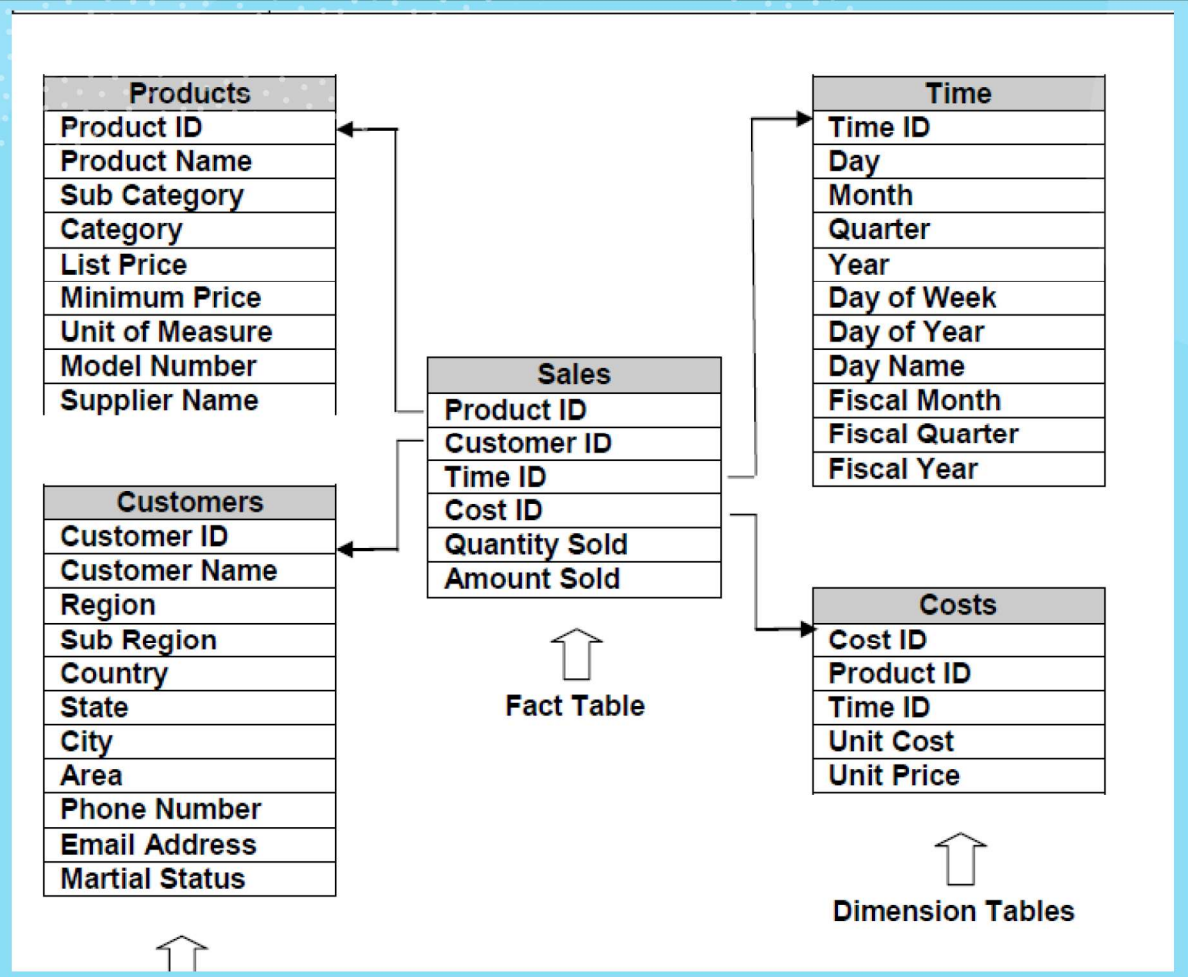 Products
Product ID
Product Name
Sub Category
Category
List Price
Minimum Price
Unit of Measure
Model Number
Supplier Name
Customers
Customer ID
Customer Name
Region
Sub Region
Country
State
City
Area
Phone Number
Email Address
Martial Status
Sales
Product ID
Customer ID
Time ID
Cost ID
Quantity Sold
Amount Sold
Fact Table
Time
Time ID
Day
Month
Quarter
Year
Day of Week
Day of Year
Day Name
Fiscal Month
Fiscal Quarter
Fiscal Year
Costs
Cost ID
Product ID
Time ID
Unit Cost
Unit Price
Dimension Tables